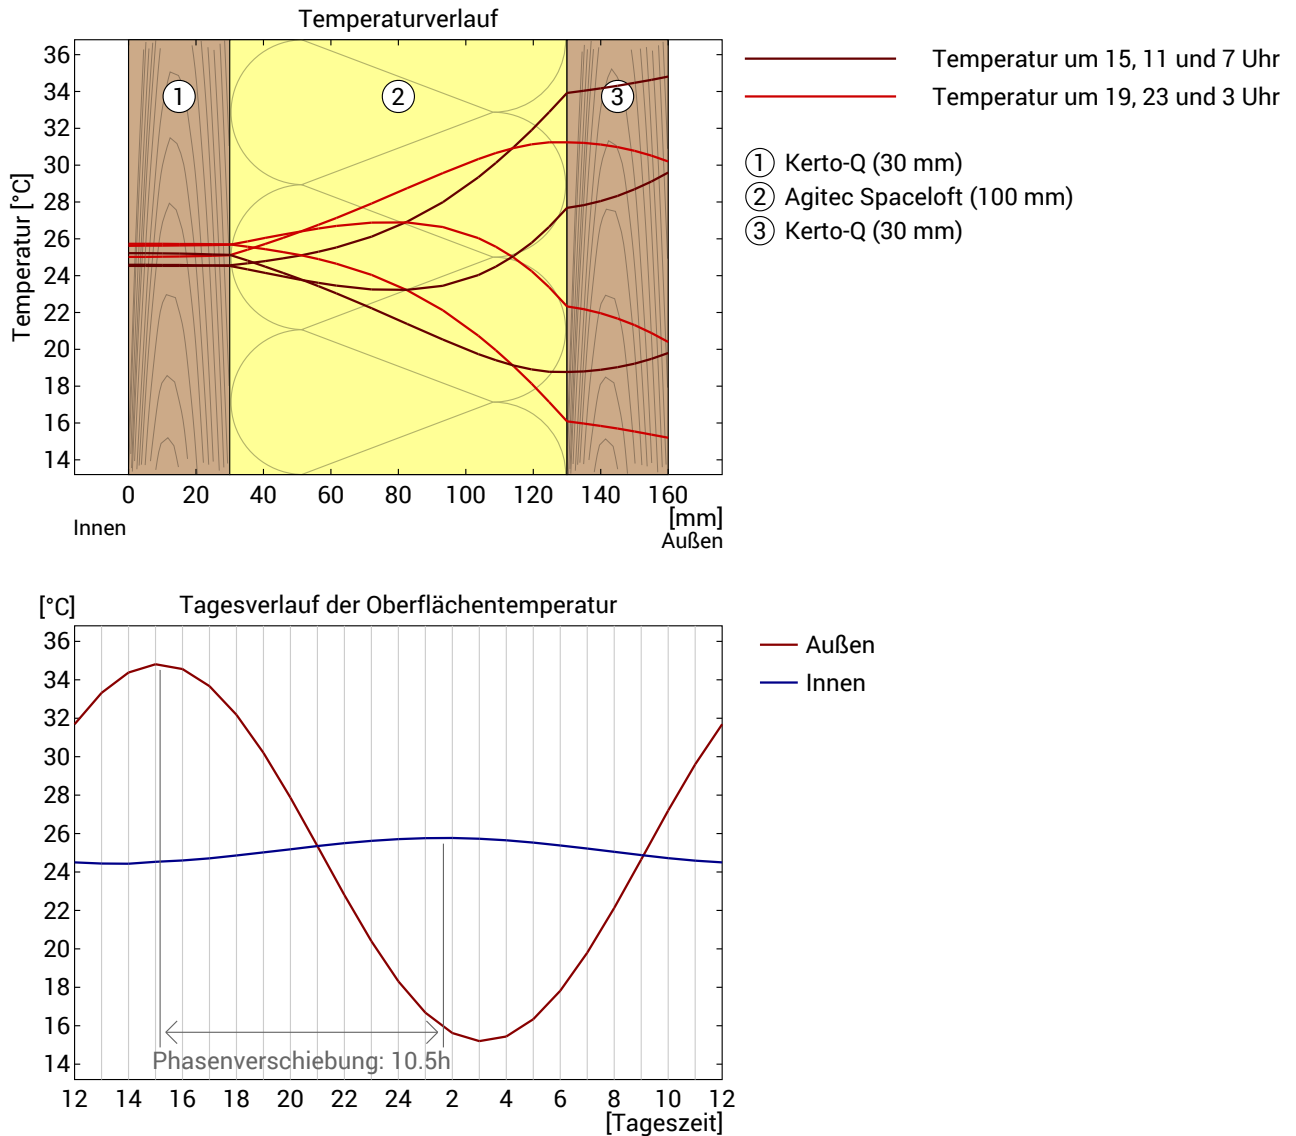 Temperaturverlauf
36
34
32
30
28
26
24
22
20
18
16
14
Temperatur [°C]
1
2
3
0 20 40 60 80 100 120 140 160
[mm]
Innen
Außen
Temperatur um 15, 11 und 7 Uhr
Temperatur um 19, 23 und 3 Uhr
1 Kerto-Q (30 mm)
2 Agitec Spaceloft (100 mm)
3 Kerto-Q (30 mm)
[°C]
Tagesverlauf der Oberflächentemperatur
36
34
32
30
28
26
24
22
20
18
16
14
Phasenverschiebung: 10.5h
12 14 16 18 20 22 24 2 4 6 8 10 12
[Tageszeit]
Außen
Innen